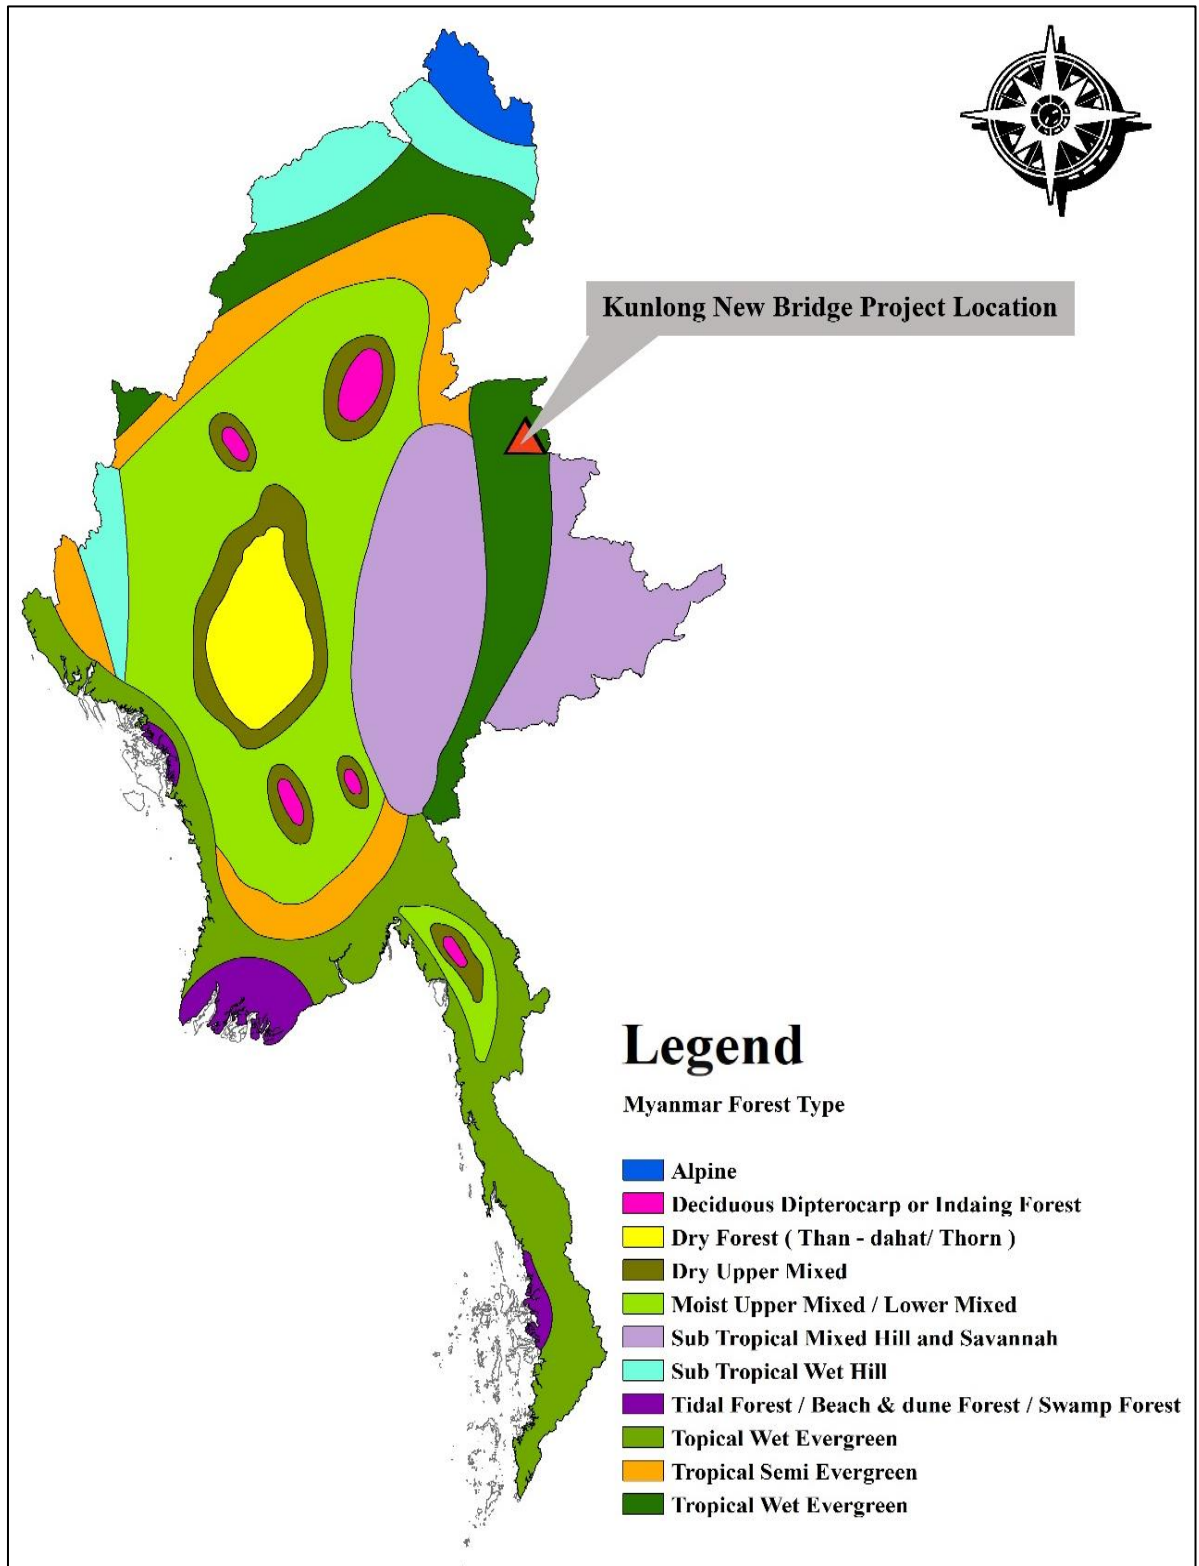 Kunlong New Bridge Project Location
Legend
Myanmar Forest Type
Alpine
Deciduous Dipterocarp or Indaing Forest
Dry Forest ( Than - dahat/ Thorn )
Dry Upper Mixed
Moist Upper Mixed / Lower Mixed
Sub Tropical Mixed Hill and Savannah
Sub Tropical Wet Hill
Tidal Forest / Beach & dune Forest / Swamp Forest
Topical Wet Evergreen
Tropical Semi Evergreen
Tropical Wet Evergreen